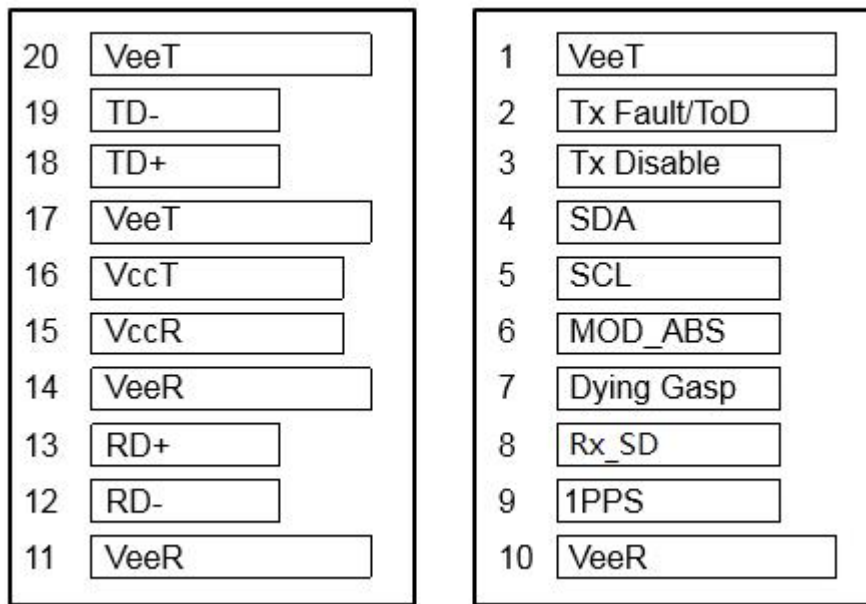 20 VeeT
19 TD-
18 TD+
17 VeeT
16 VccT
15 VccR
14 VeeR
13 RD+
12 RD-
11 VeeR
1 VeeT
2 Tx Fault/ToD
3 Tx Disable
4 SDA
5 SCL
6 MOD_ABS
7 Dying Gasp
8 Rx_SD
9 1PPS
10 VeeR